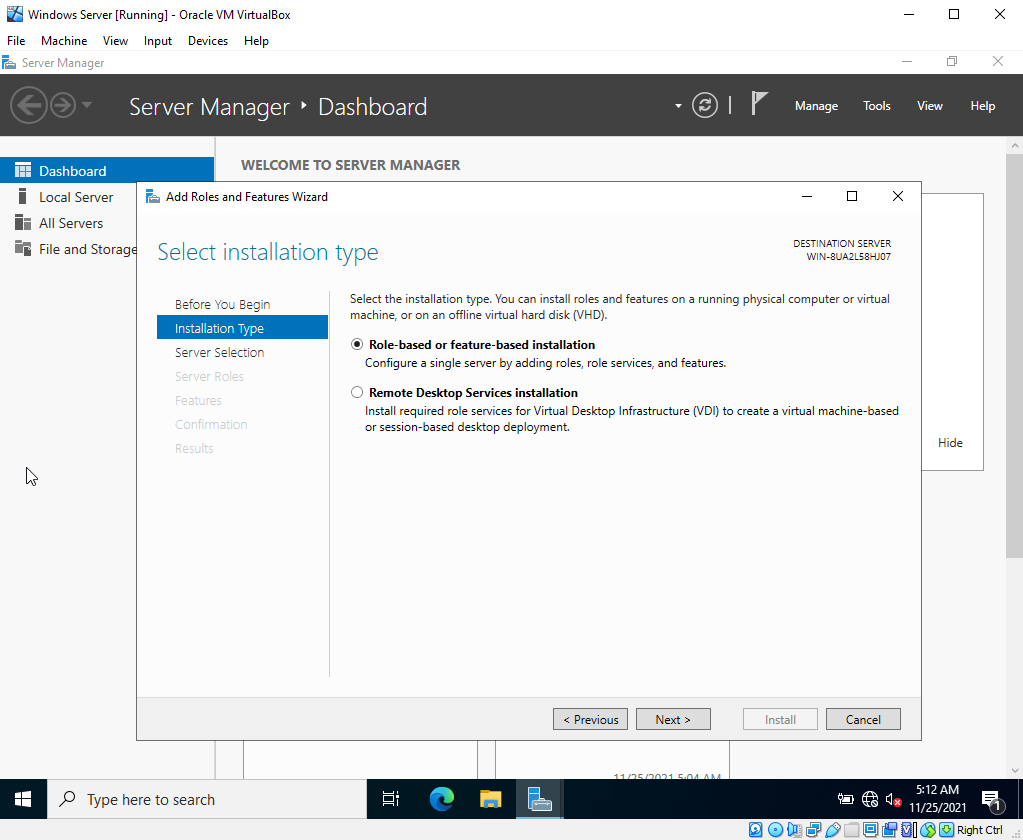 Windows Server [Running] - Oracle VM VirtualBox
File Machine View Input Devices Help
Server Manager
Server Manager Dashboard
Manage Tools View Help
Dashboard
Local Server
All Servers
File and Storage
WELCOME TO SERVER MANAGER
Hide
Add Roles and Features Wizard
Select installation type
DESTINATION SERVER
WIN-8UA2L58HJ07
Before You Begin
Installation Type
Server Selection
Server Roles
Features
Confirmation
Results
Select the installation type. You can install roles and features on a running physical computer or virtual
machine, or on an offline virtual hard disk (VHD).
Role-based or feature-based installation
Configure a single server by adding roles, role services, and features.
Remote Desktop Services installation
Install required role services for Virtual Desktop Infrastructure (VDI) to create a virtual machine-based
or session-based desktop deployment.
< Previous Next > Install Cancel
11/25/2021 5:04 AM
Type here to search
5:12 AM
11/25/2021
1
Right Ctrl